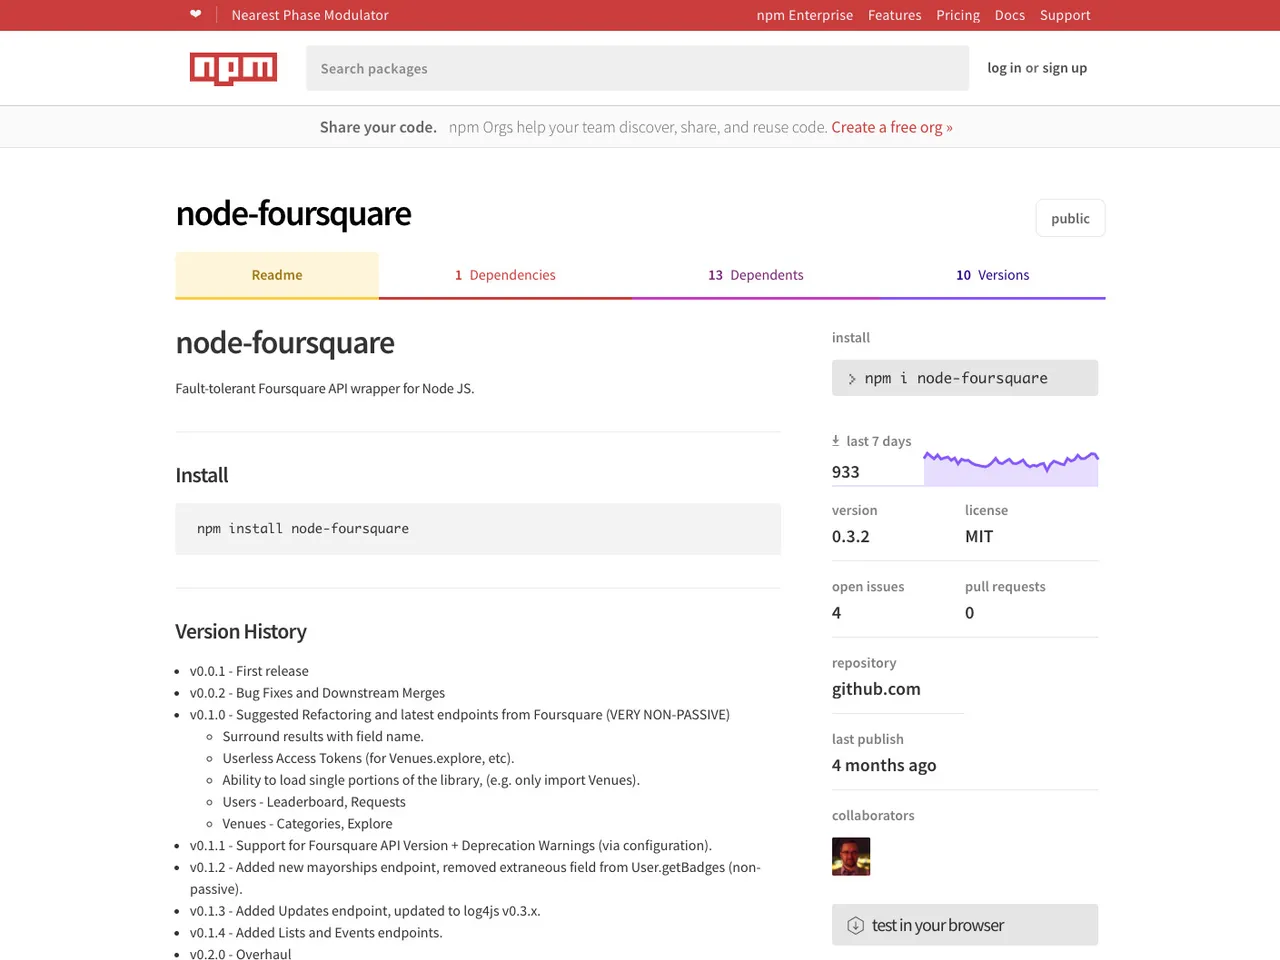 ❤ Nearest Phase Modulator npm Enterprise Features Pricing Docs Support
npm Search packages log in or sign up
Share your code. npm Orgs help your team discover, share, and reuse code. Create a free org »
node-foursquare
public
Readme 1 Dependencies 13 Dependents 10 Versions
node-foursquare
Fault-tolerant Foursquare API wrapper for Node JS.
Install
npm install node-foursquare
Version History
• v0.0.1 - First release
• v0.0.2 - Bug Fixes and Downstream Merges
• v0.1.0 - Suggested Refactoring and latest endpoints from Foursquare (VERY NON-PASSIVE)
◦ Surround results with field name.
◦ Userless Access Tokens (for Venues.explore, etc).
◦ Ability to load single portions of the library, (e.g. only import Venues).
◦ Users - Leaderboard, Requests
◦ Venues - Categories, Explore
• v0.1.1 - Support for Foursquare API Version + Deprecation Warnings (via configuration).
• v0.1.2 - Added new mayorships endpoint, removed extraneous field from User.getBadges (non-
passive).
• v0.1.3 - Added Updates endpoint, updated to log4js v0.3.x.
• v0.1.4 - Added Lists and Events endpoints.
• v0.2.0 - Overhaul
install
> npm i node-foursquare
last 7 days
933
version license
0.3.2 MIT
open issues pull requests
4 0
repository
github.com
last publish
4 months ago
collaborators
test in your browser